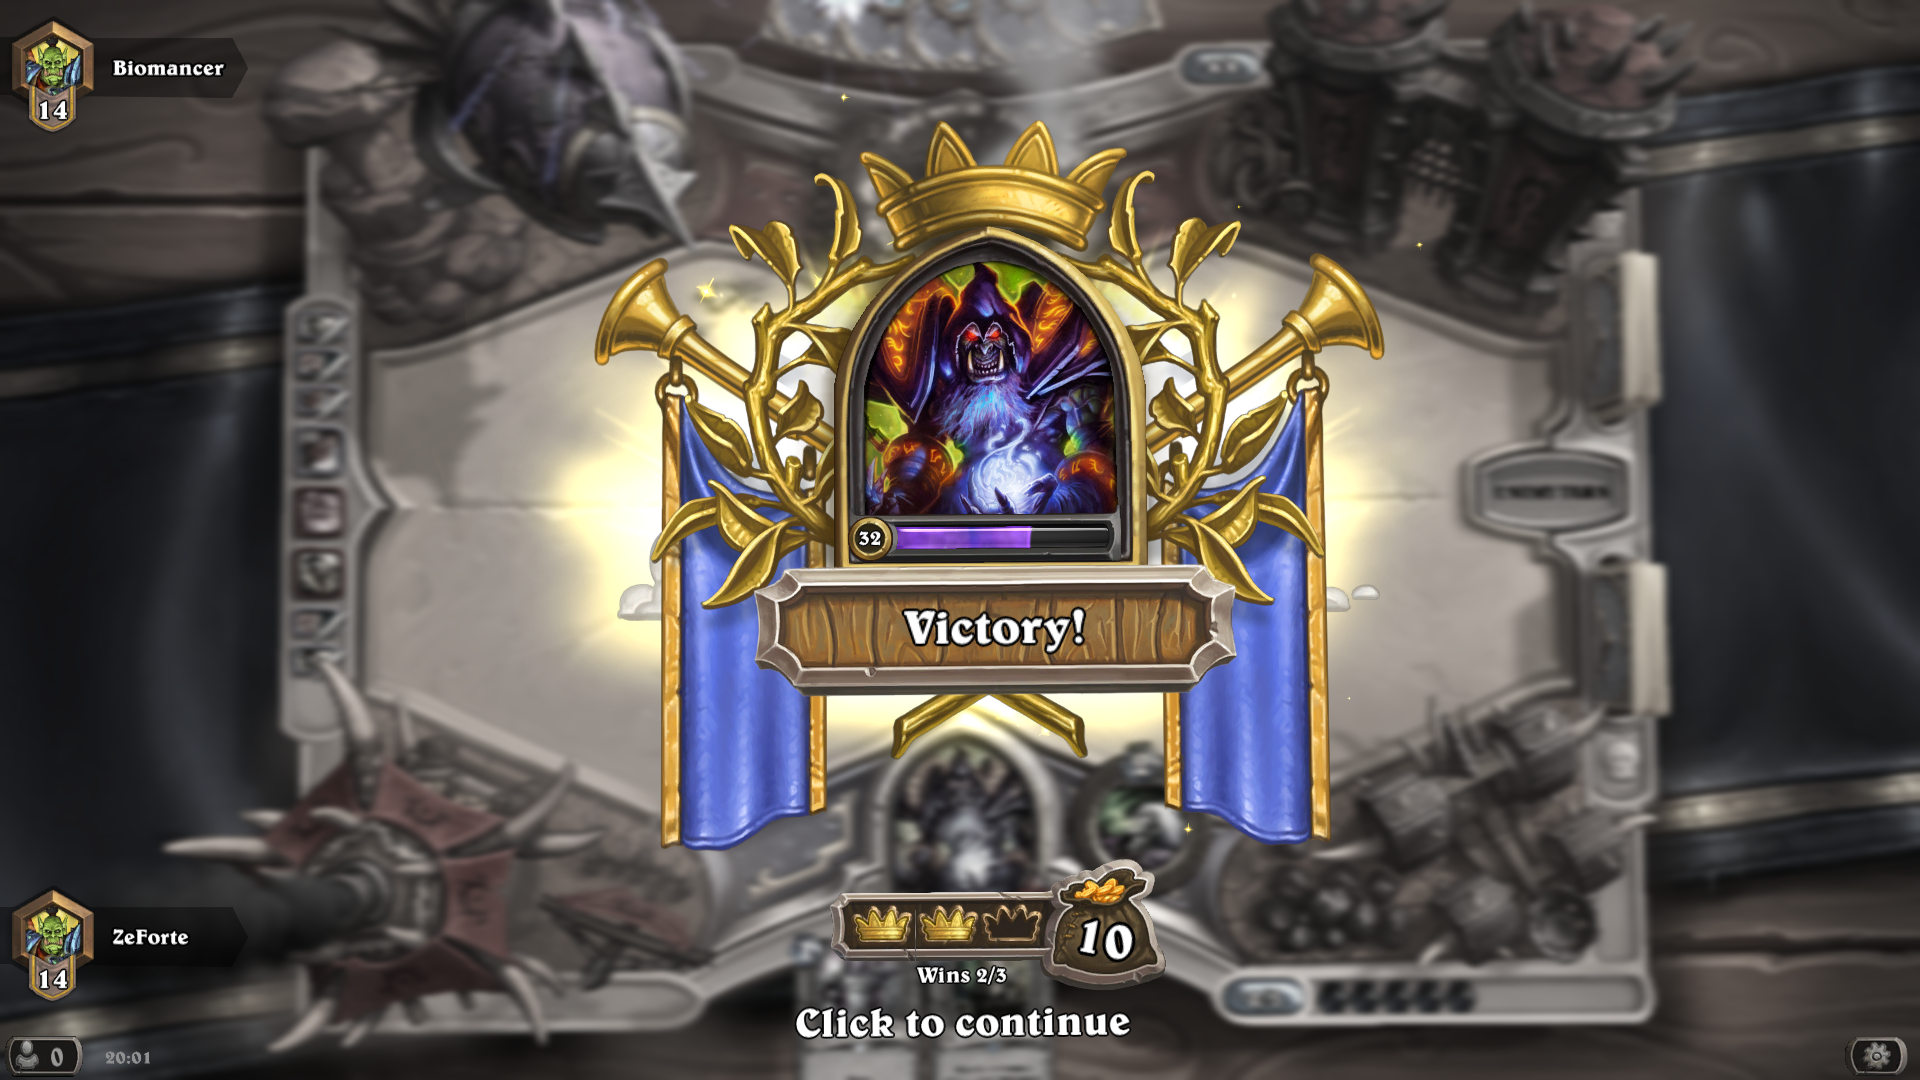 Biomancer
14
32
Victory!
ZeForte
14
10
Wins 2/3
Click to continue
0
20:01